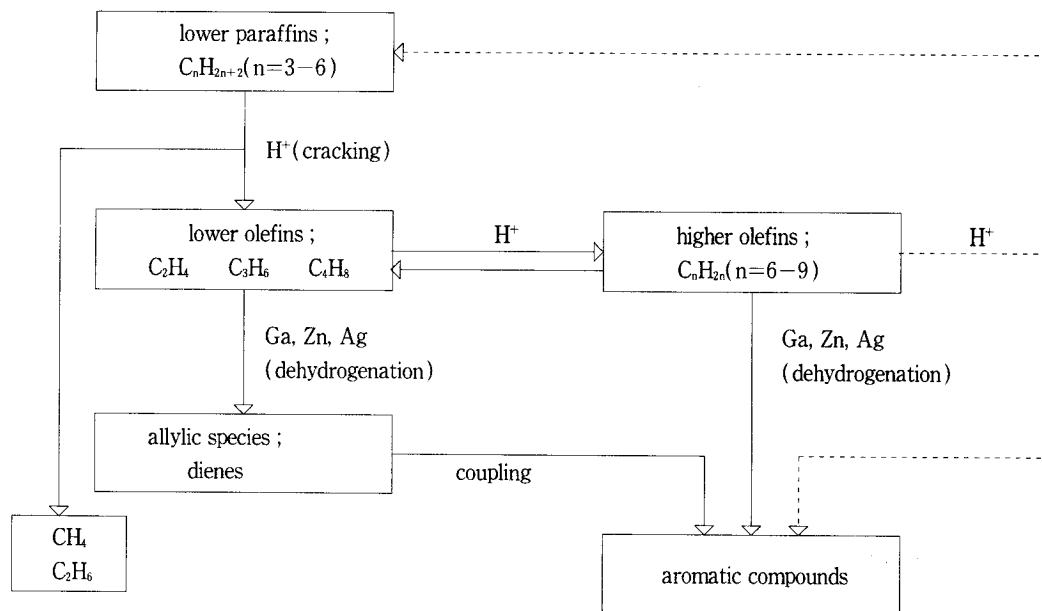 lower paraffins ;
CₙH₂ₙ₊₂(n=3−6)
H⁺(cracking)
lower olefins ;
C₂H₄ C₃H₆ C₄H₈
H⁺
higher olefins ;
CₙH₂ₙ(n=6−9)
H⁺
Ga, Zn, Ag
(dehydrogenation)
Ga, Zn, Ag
(dehydrogenation)
allylic species ;
dienes
coupling
CH₄
C₂H₆
aromatic compounds